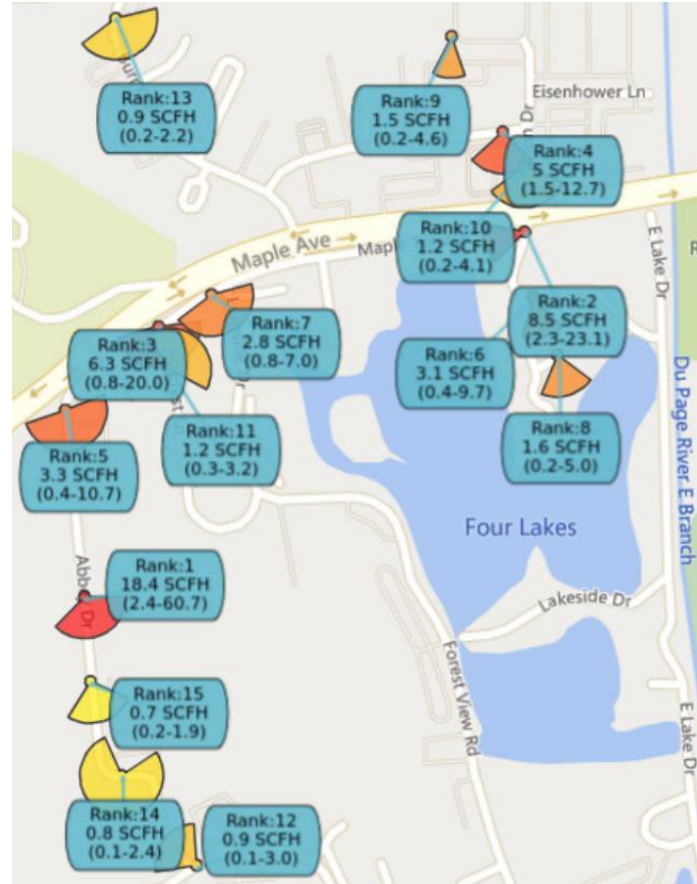 Rank:13
0.9 SCFH
(0.2-2.2)
Rank:9
1.5 SCFH
(0.2-4.6)
Eisenhower Ln
Dr
Rank:4
5 SCFH
(1.5-12.7)
Maple Ave
Rank:10
1.2 SCFH
(0.2-4.1)
E Lake Dr
Rank:7
2.8 SCFH
(0.8-7.0)
Rank:2
8.5 SCFH
(2.3-23.1)
Rank:3
6.3 SCFH
(0.8-20.0)
Rank:6
3.1 SCFH
(0.4-9.7)
Rank:11
1.2 SCFH
(0.3-3.2)
Rank:8
1.6 SCFH
(0.2-5.0)
Rank:5
3.3 SCFH
(0.4-10.7)
Du Page River E Branch
Four Lakes
Rank:1
18.4 SCFH
(2.4-60.7)
Lakeside Dr
Forest View Rd
Rank:15
0.7 SCFH
(0.2-1.9)
E Lake Dr
Rank:14
0.8 SCFH
(0.1-2.4)
Rank:12
0.9 SCFH
(0.1-3.0)